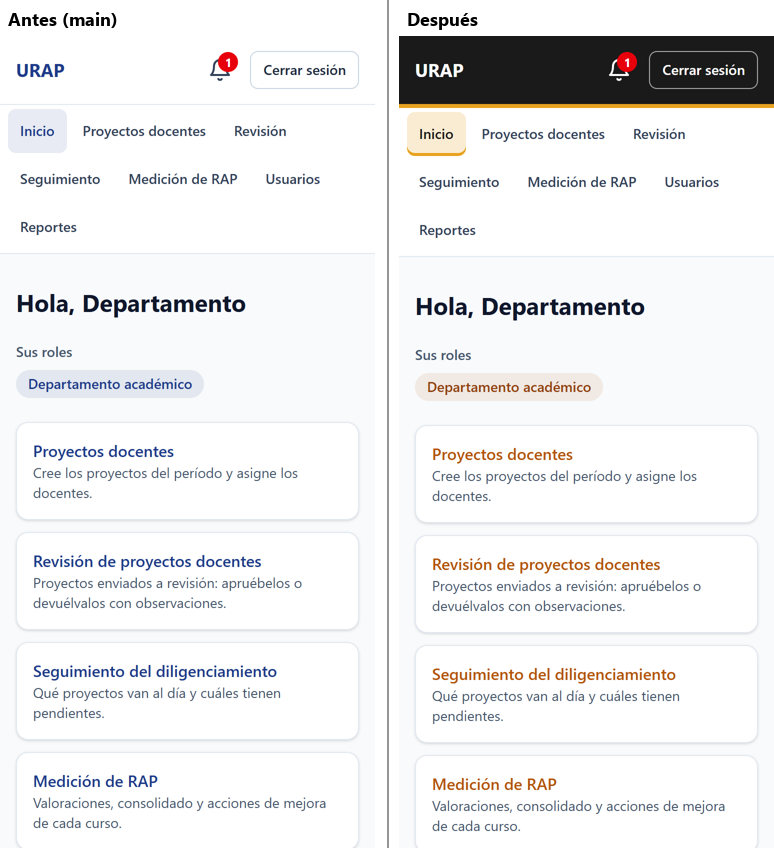 Antes (main)
URAP
1
Cerrar sesión
Inicio
Proyectos docentes
Revisión
Seguimiento
Medición de RAP
Usuarios
Reportes
Hola, Departamento
Sus roles
Departamento académico
Proyectos docentes
Cree los proyectos del período y asigne los
docentes.
Revisión de proyectos docentes
Proyectos enviados a revisión: apruébelos o
devuélvalos con observaciones.
Seguimiento del diligenciamiento
Qué proyectos van al día y cuáles tienen
pendientes.
Medición de RAP
Valoraciones, consolidado y acciones de mejora
de cada curso.
Después
URAP
1
Cerrar sesión
Inicio
Proyectos docentes
Revisión
Seguimiento
Medición de RAP
Usuarios
Reportes
Hola, Departamento
Sus roles
Departamento académico
Proyectos docentes
Cree los proyectos del período y asigne los
docentes.
Revisión de proyectos docentes
Proyectos enviados a revisión: apruébelos o
devuélvalos con observaciones.
Seguimiento del diligenciamiento
Qué proyectos van al día y cuáles tienen
pendientes.
Medición de RAP
Valoraciones, consolidado y acciones de mejora
de cada curso.